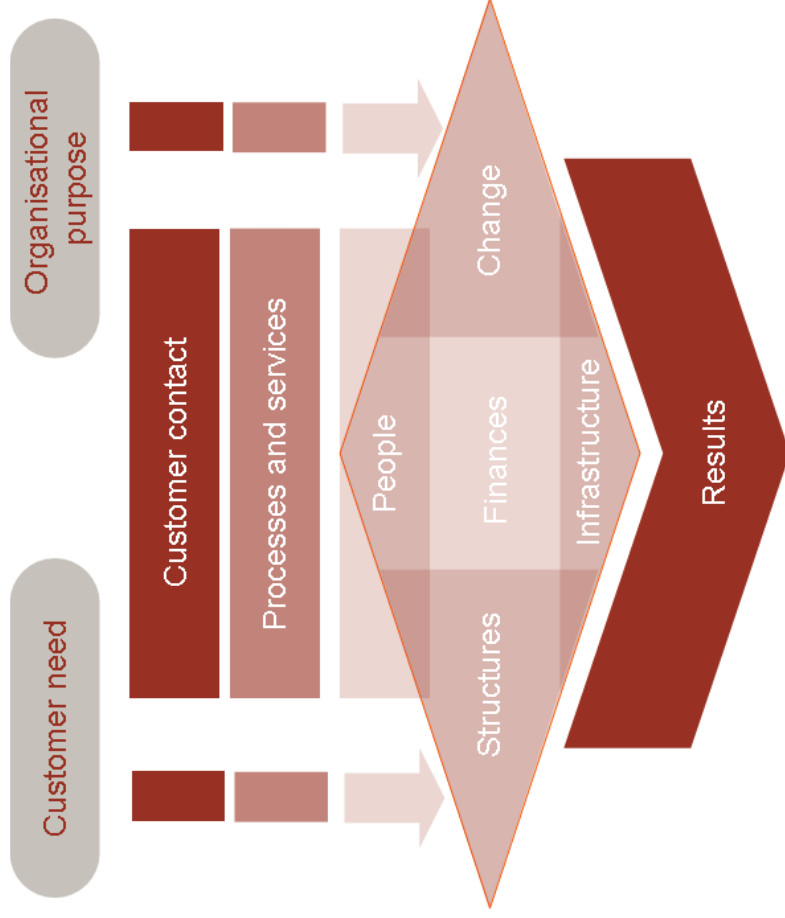 Customer need
Organisational
purpose
Customer contact
Processes and services
People
Structures
Finances
Change
Infrastructure
Results